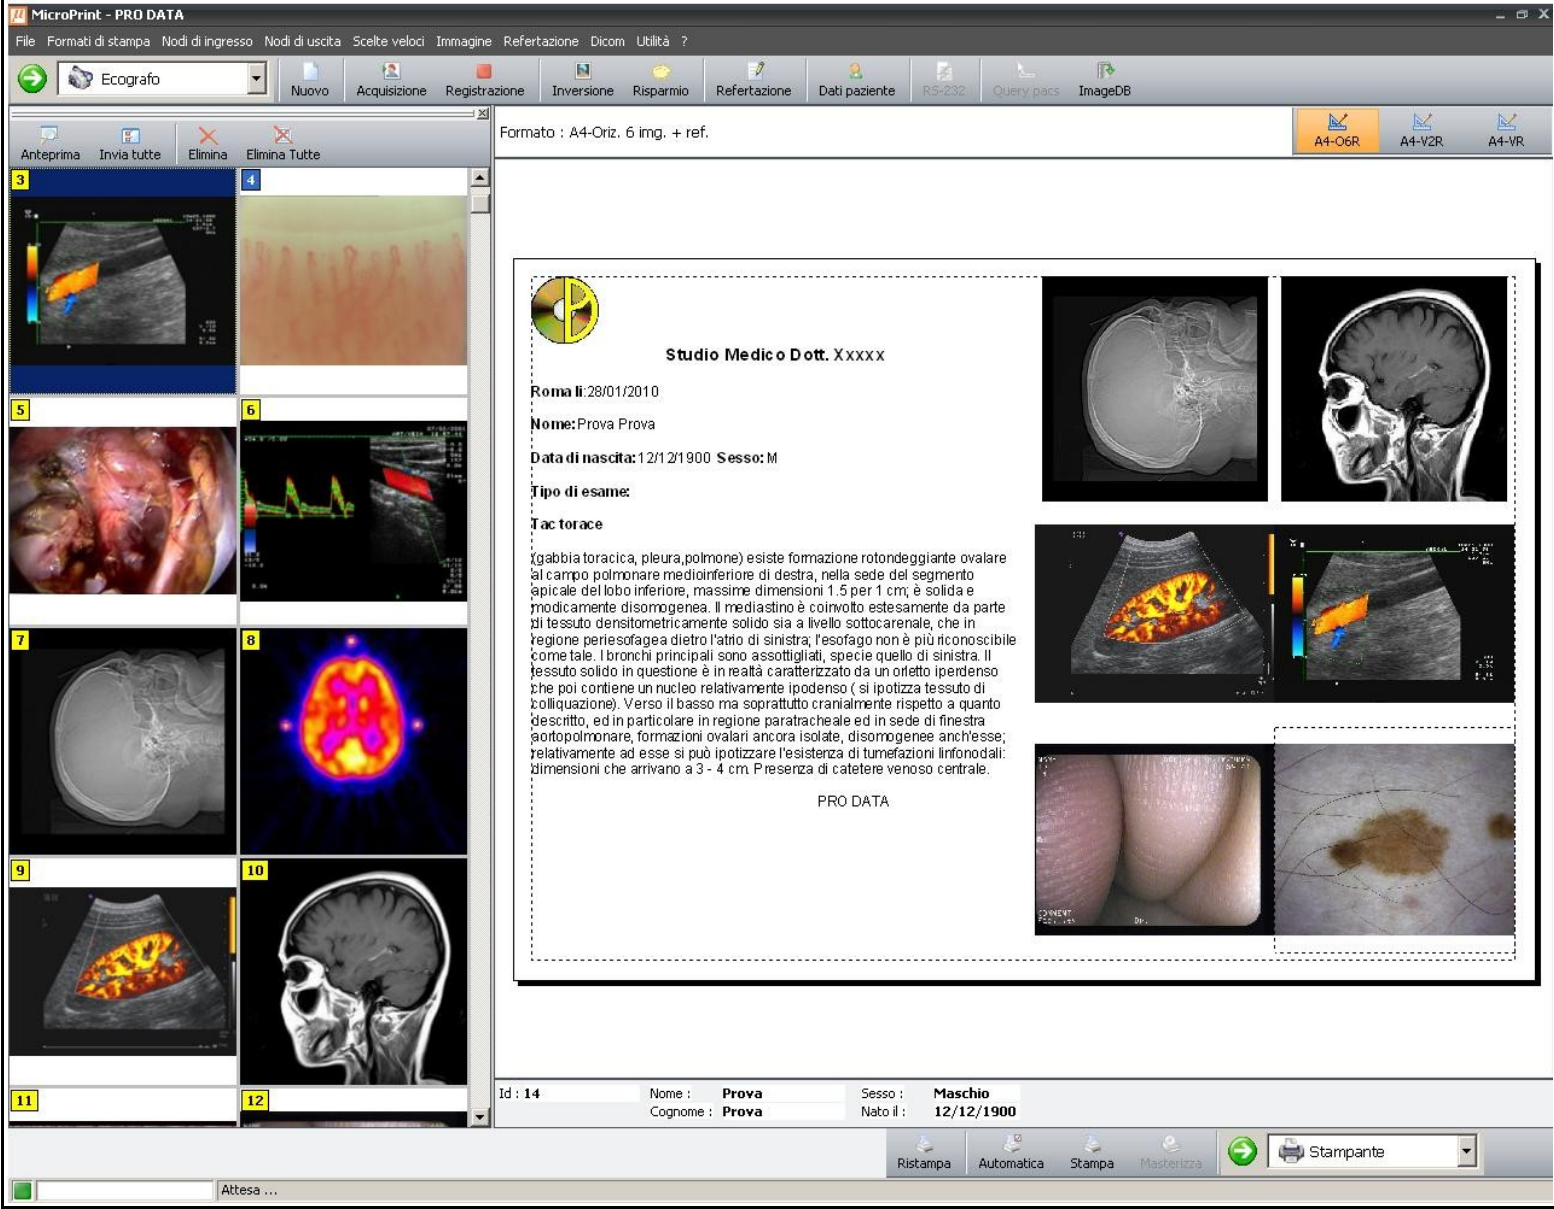 MicroPrint - PRO DATA
File Formati di stampa Nodi di ingresso Nodi di uscita Scelte veloci Immagine Refertazione Dicom Utilità ?
Ecografo
Nuovo
Acquisizione
Registrazione
Inversione
Risparmio
Refertazione
Dati paziente
RS-232
Query pacs
ImageDB
Anteprima
Invia tutte
Elimina
Elimina Tutte
Formato : A4-Oriz. 6 img. + ref.
A4-O6R
A4-V2R
A4-VR
3
4
5
6
7
8
9
10
11
12
Studio Medico Dott. Xxxxx
Roma li:28/01/2010
Nome: Prova Prova
Data di nascita: 12/12/1900 Sesso: M
Tipo di esame:
Tac torace
(gabbia toracica, pleura,polmone) esiste formazione rotondeggiante ovalare
al campo polmonare medioinferiore di destra, nella sede del segmento
apicale del lobo inferiore, massime dimensioni 1.5 per 1 cm; è solida e
modicamente disomogenea. Il mediastino è coinvolto estesamente da parte
di tessuto densitometricamente solido sia a livello sottocarenale, che in
regione periesofagea dietro l'atrio di sinistra; l'esofago non è più riconoscibile
come tale. I bronchi principali sono assottigliati, specie quello di sinistra. Il
tessuto solido in questione è in realtà caratterizzato da un orletto iperdenso
che poi contiene un nucleo relativamente ipodenso ( si ipotizza tessuto di
colliquazione). Verso il basso ma soprattutto cranialmente rispetto a quanto
descritto, ed in particolare in regione paratracheale ed in sede di finestra
aortopolmonare, formazioni ovalari ancora isolate, disomogenee anch'esse;
relativamente ad esse si può ipotizzare l'esistenza di tumefazioni linfonodali:
dimensioni che arrivano a 3 - 4 cm. Presenza di catetere venoso centrale.
PRO DATA
Id : 14
Nome : Prova
Sesso : Maschio
Cognome : Prova
Nato il : 12/12/1900
Ristampa
Automatica
Stampa
Masterizza
Stampante
Attesa ...